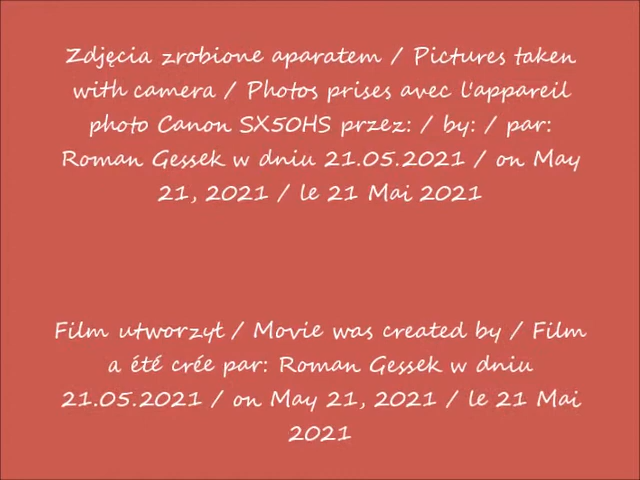 Zdjęcia zrobione aparatem / Pictures taken
with camera / Photos prises avec l'appareil
photo Canon SX50HS przez: / by: / par:
Roman Gessek w dniu 21.05.2021 / on May
21, 2021 / le 21 Mai 2021
Film utworzył / Movie was created by / Film
a été crée par: Roman Gessek w dniu
21.05.2021 / on May 21, 2021 / le 21 Mai
2021